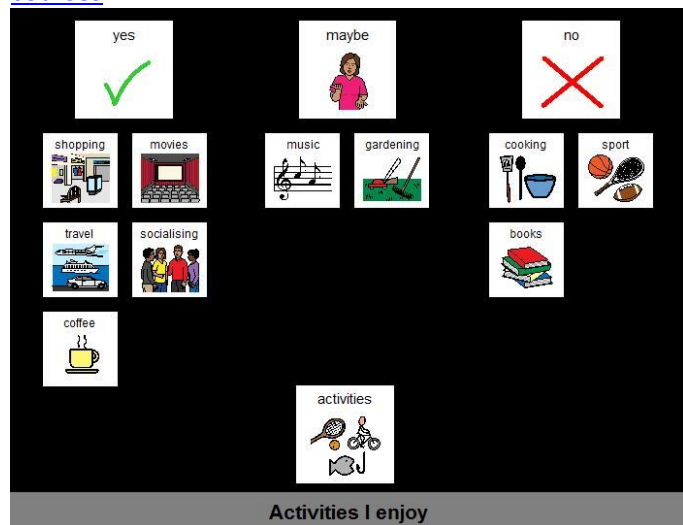 yes maybe no
shopping movies music gardening cooking sport
travel socialising books
coffee
activities
Activities I enjoy